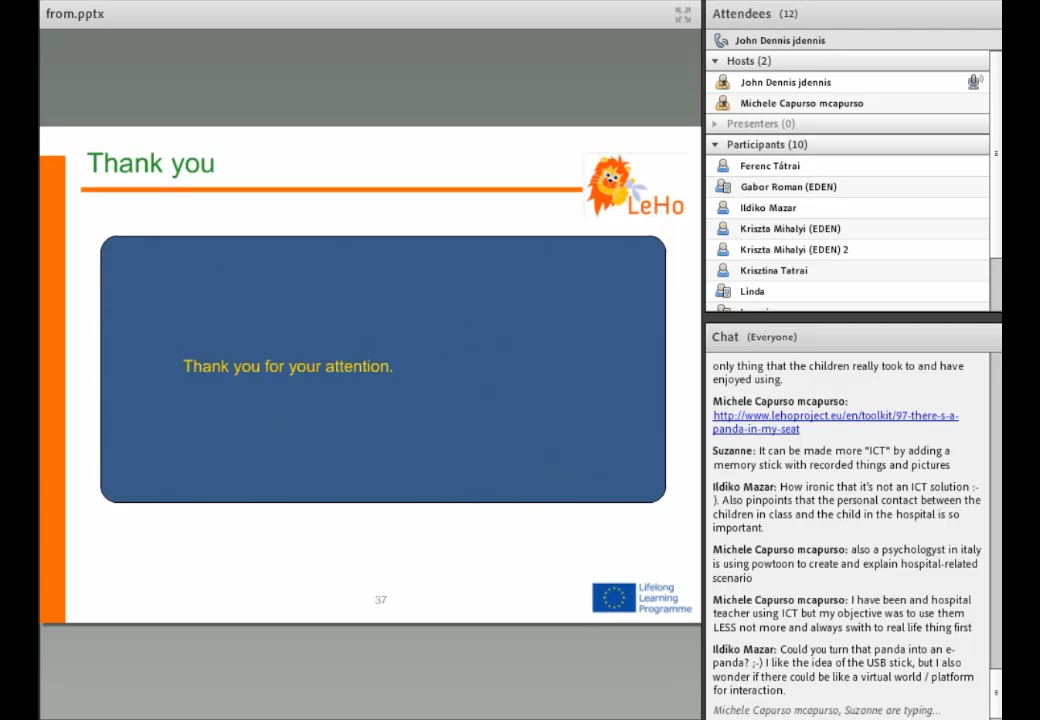 from.pptx
Thank you
LeHo
Thank you for your attention.
37
Lifelong
Learning
Programme
Attendees (12)
John Dennis jdennis
Hosts (2)
John Dennis jdennis
Michele Capurso mcapurso
Presenters (0)
Participants (10)
Ferenc Tátrai
Gabor Roman (EDEN)
Ildiko Mazar
Kriszta Mihalyi (EDEN)
Kriszta Mihalyi (EDEN) 2
Krisztina Tatrai
Linda
Chat (Everyone)
only thing that the children really took to and have
enjoyed using.
Michele Capurso mcapurso:
http://www.lehoproject.eu/en/toolkit/97-there-s-a-
panda-in-my-seat
Suzanne: It can be made more "ICT" by adding a
memory stick with recorded things and pictures
Ildiko Mazar: How ironic that it's not an ICT solution :-
). Also pinpoints that the personal contact between the
children in class and the child in the hospital is so
important.
Michele Capurso mcapurso: also a psychologyst in italy
is using powtoon to create and explain hospital-related
scenario
Michele Capurso mcapurso: I have been and hospital
teacher using ICT but my objective was to use them
LESS not more and always swith to real life thing first
Ildiko Mazar: Could you turn that panda into an e-
panda? ;-) I like the idea of the USB stick, but I also
wonder if there could be like a virtual world / platform
for interaction.
Michele Capurso mcapurso, Suzanne are typing...